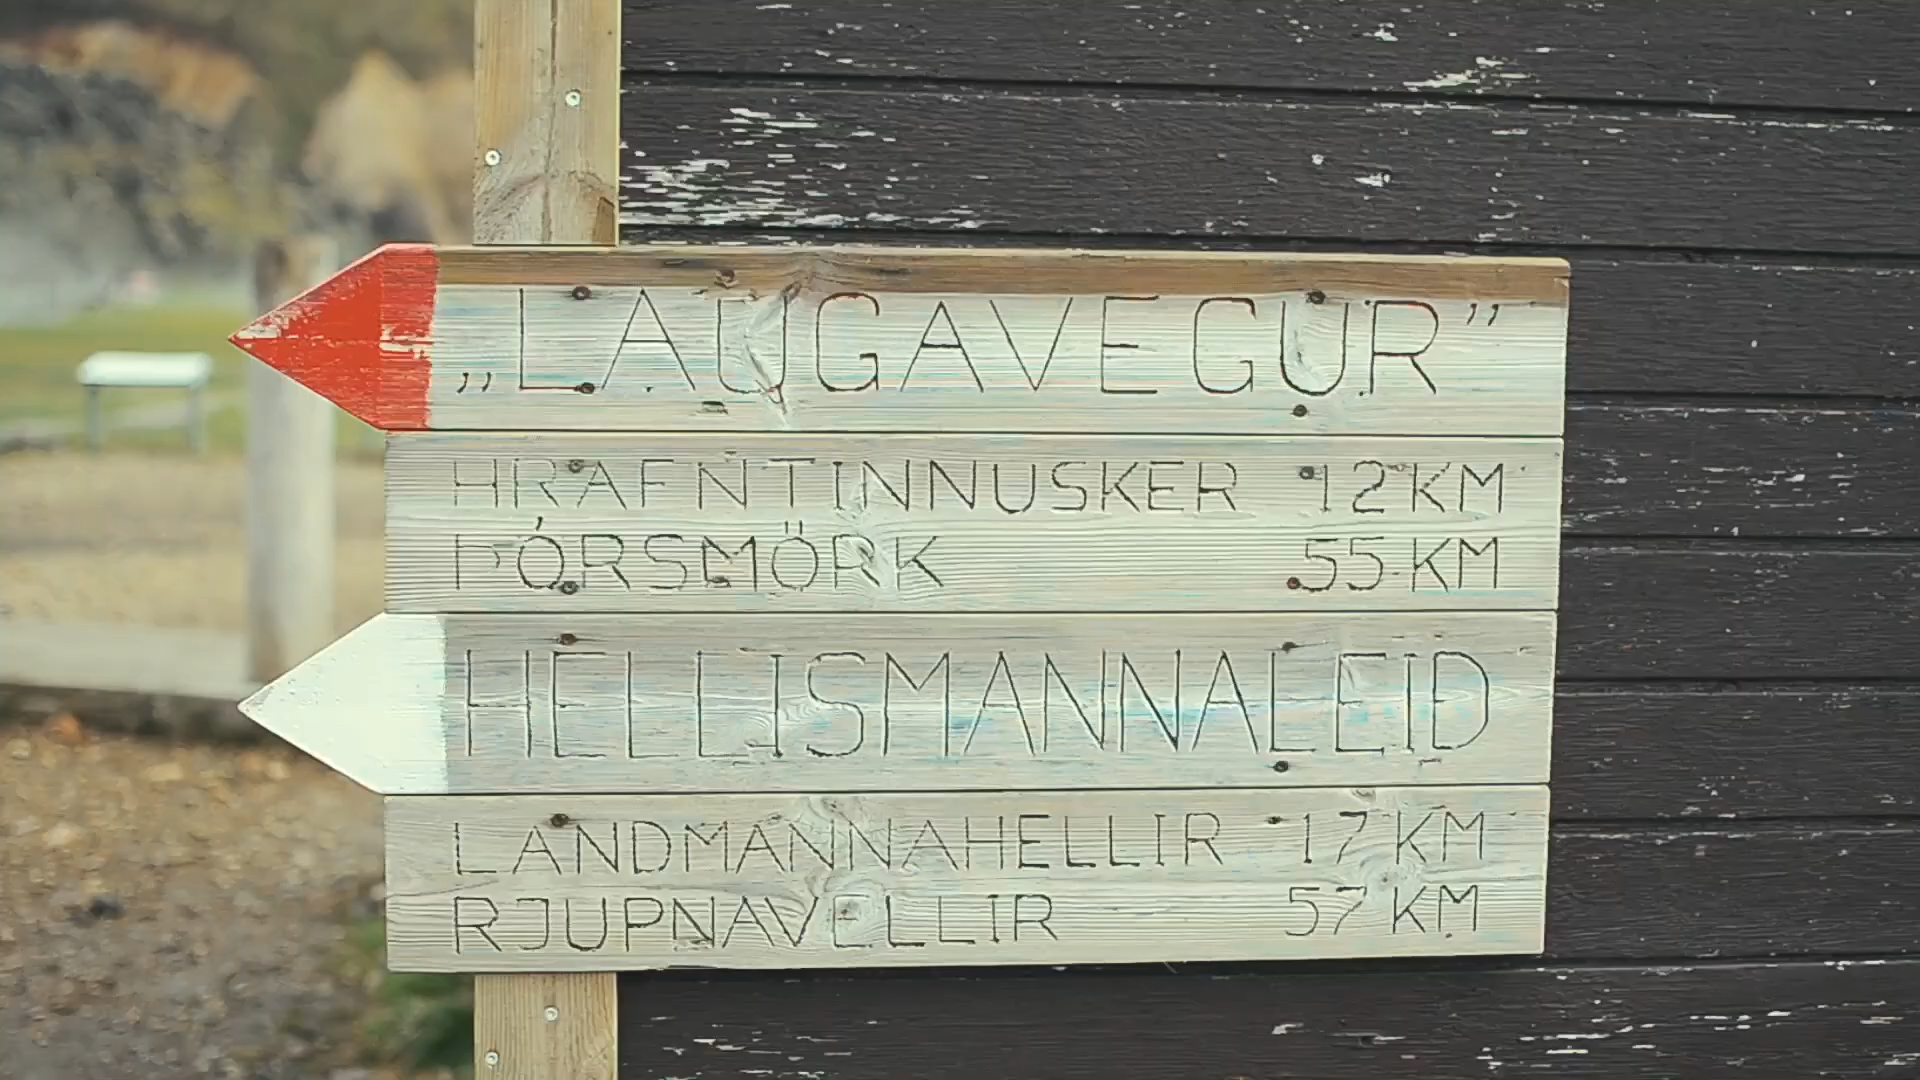 „LAUGAVEGUR”
HRAFNTINNUSKER 12 KM
ÞÓRSMÖRK 55 KM
HELLISMANNALEIÐ
LANDMANNAHELLIR 17 KM
RJUPNAVELLIR 57 KM